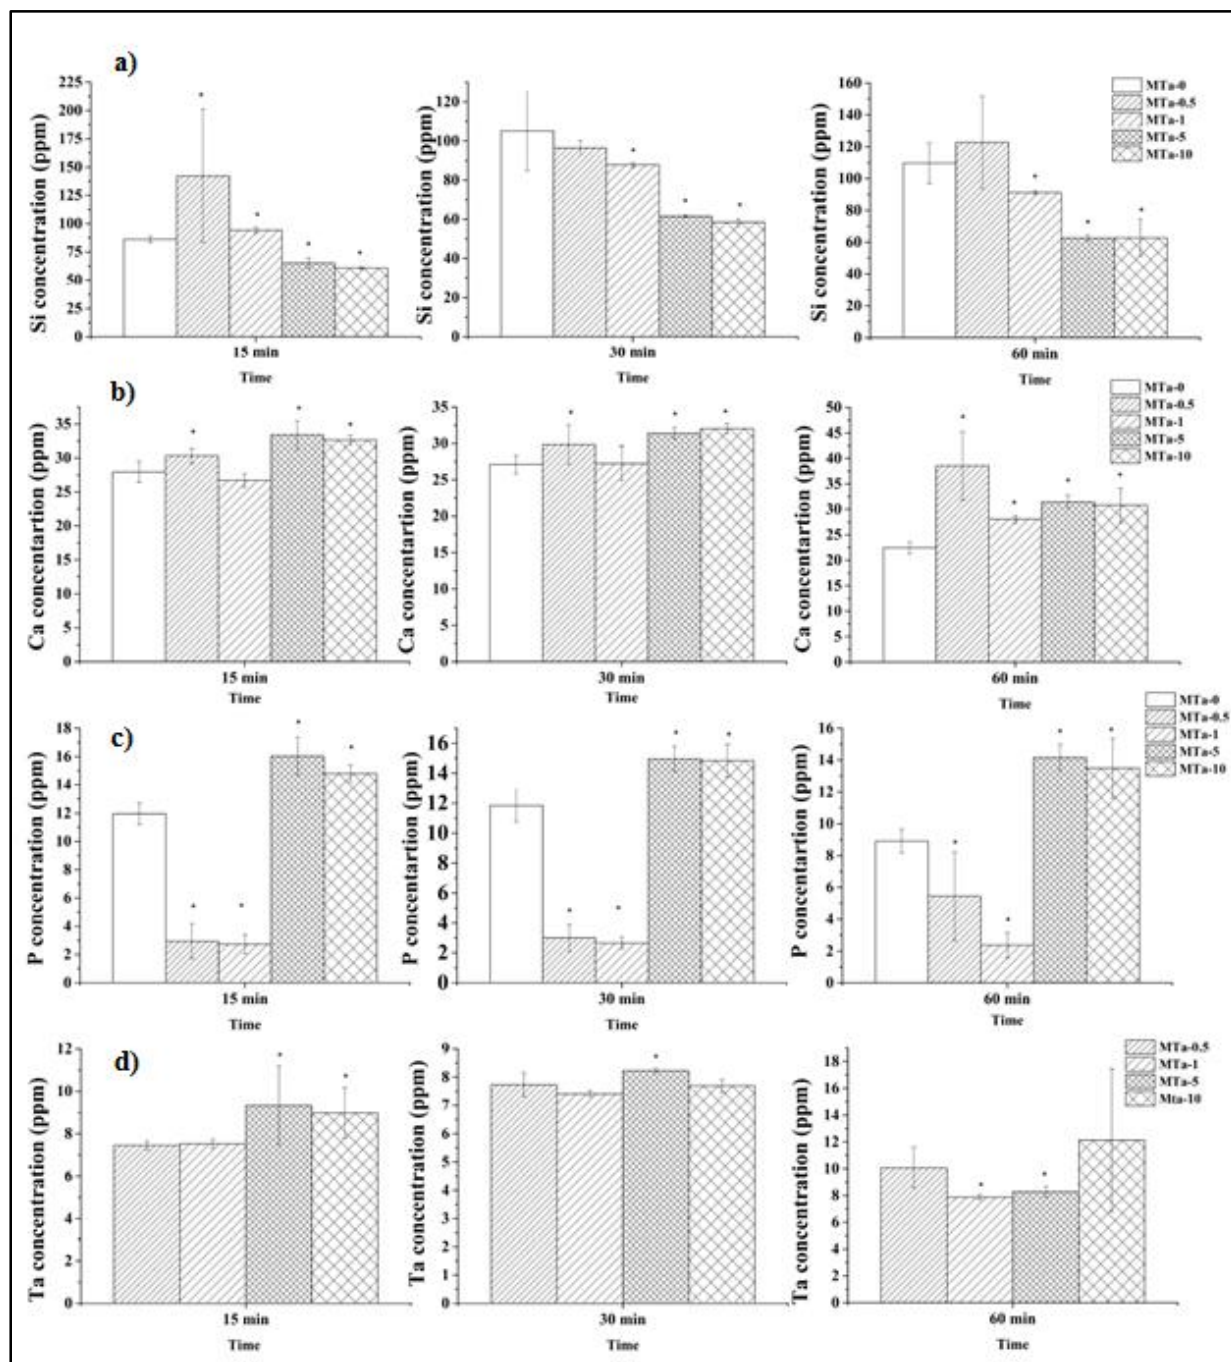 a)
Si concentration (ppm)
225
200
175
150
125
100
75
50
25
0
15 min
Time
Si concentration (ppm)
120
100
80
60
40
20
0
30 min
Time
Si concentration (ppm)
160
140
120
100
80
60
40
20
0
60 min
Time
MTa-0
MTa-0.5
MTa-1
MTa-5
MTa-10
b)
Ca concentartion (ppm)
35
30
25
20
15
10
5
0
15 min
Time
Ca concentartion (ppm)
35
30
25
20
15
10
5
0
30 min
Time
Ca concentartion (ppm)
50
45
40
35
30
25
20
15
10
5
0
60 min
Time
MTa-0
MTa-0.5
MTa-1
MTa-5
MTa-10
c)
P concentration (ppm)
18
16
14
12
10
8
6
4
2
0
15 min
Time
P concentartion (ppm)
16
14
12
10
8
6
4
2
0
30 min
Time
P concentartion (ppm)
16
14
12
10
8
6
4
2
0
60 min
Time
MTa-0
MTa-0.5
MTa-1
MTa-5
MTa-10
d)
Ta concentration (ppm)
12
10
8
6
4
2
0
15 min
Time
Ta concentration (ppm)
9
8
7
6
5
4
3
2
1
0
30 min
Time
Ta concentration (ppm)
18
16
14
12
10
8
6
4
2
0
60 min
Time
MTa-0.5
MTa-1
MTa-5
Mta-10